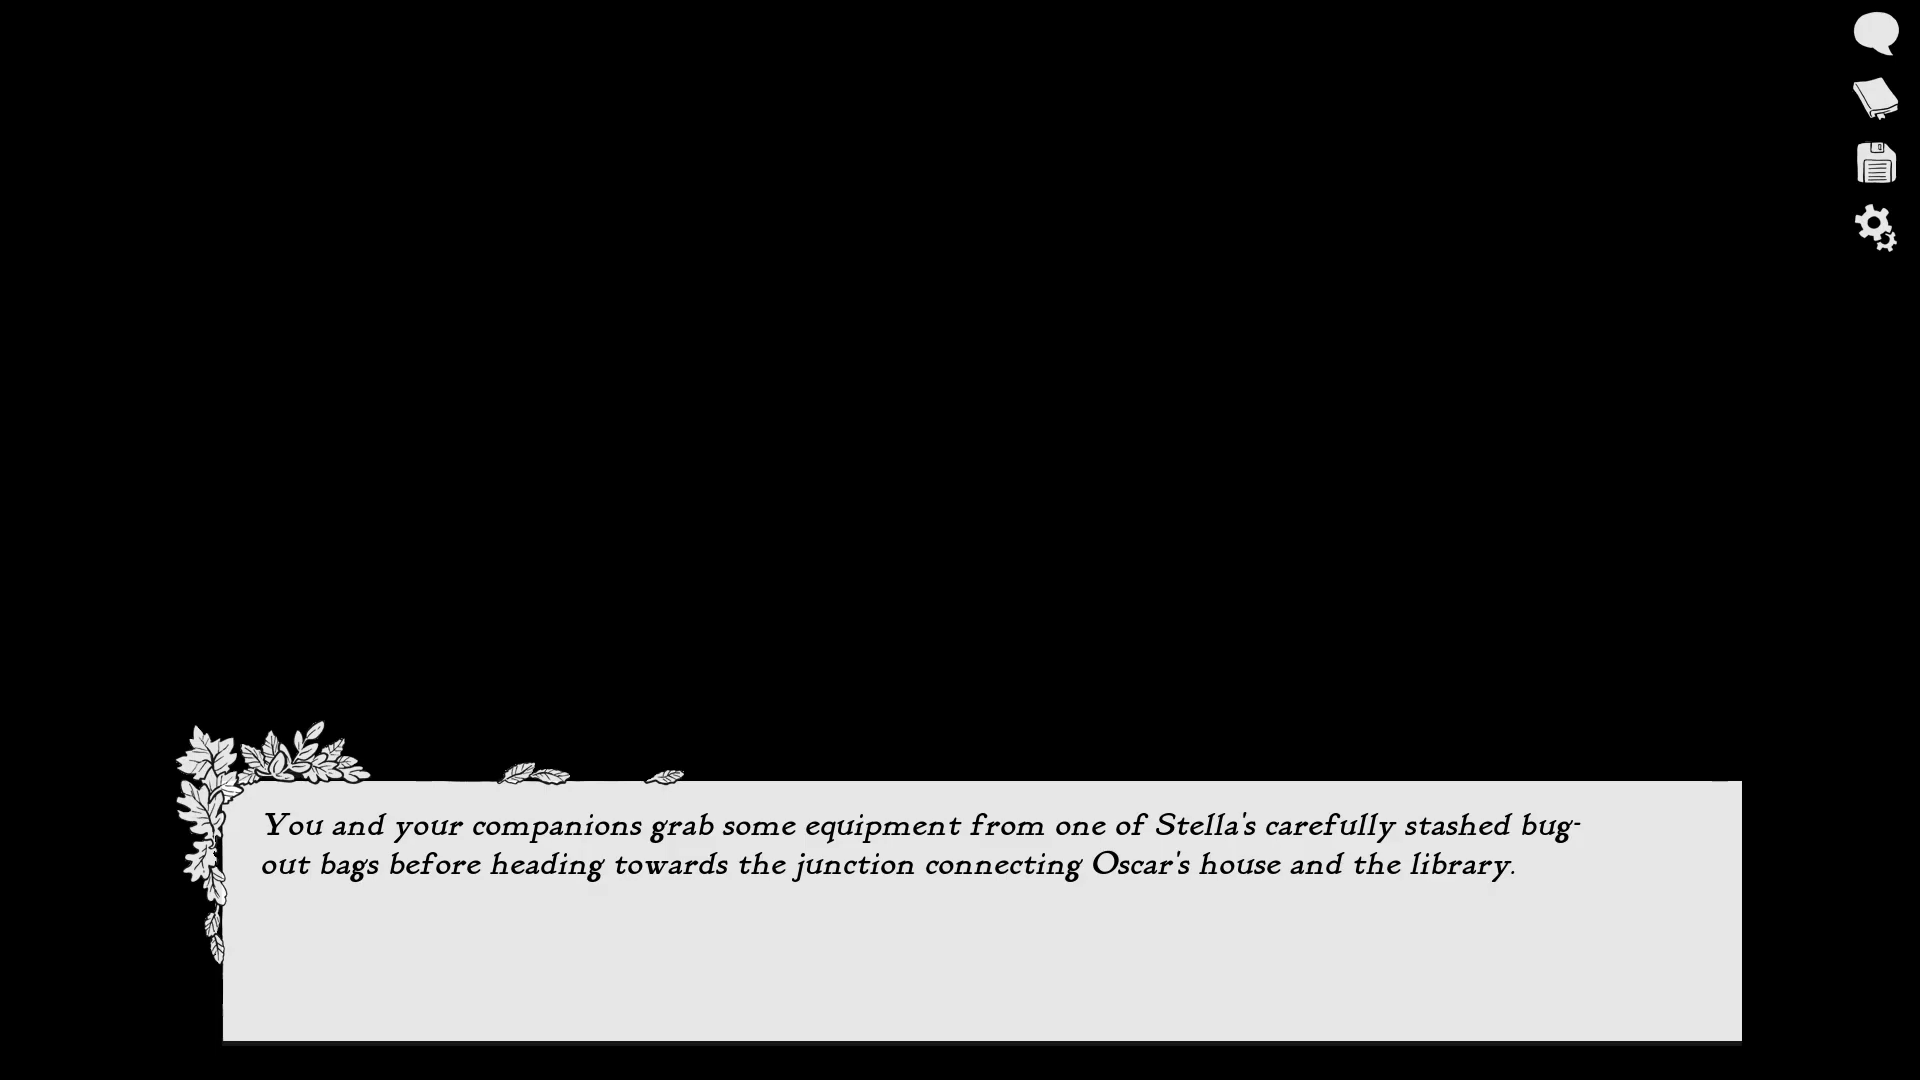 You and your companions grab some equipment from one of Stella's carefully stashed bug-
out bags before heading towards the junction connecting Oscar's house and the library.